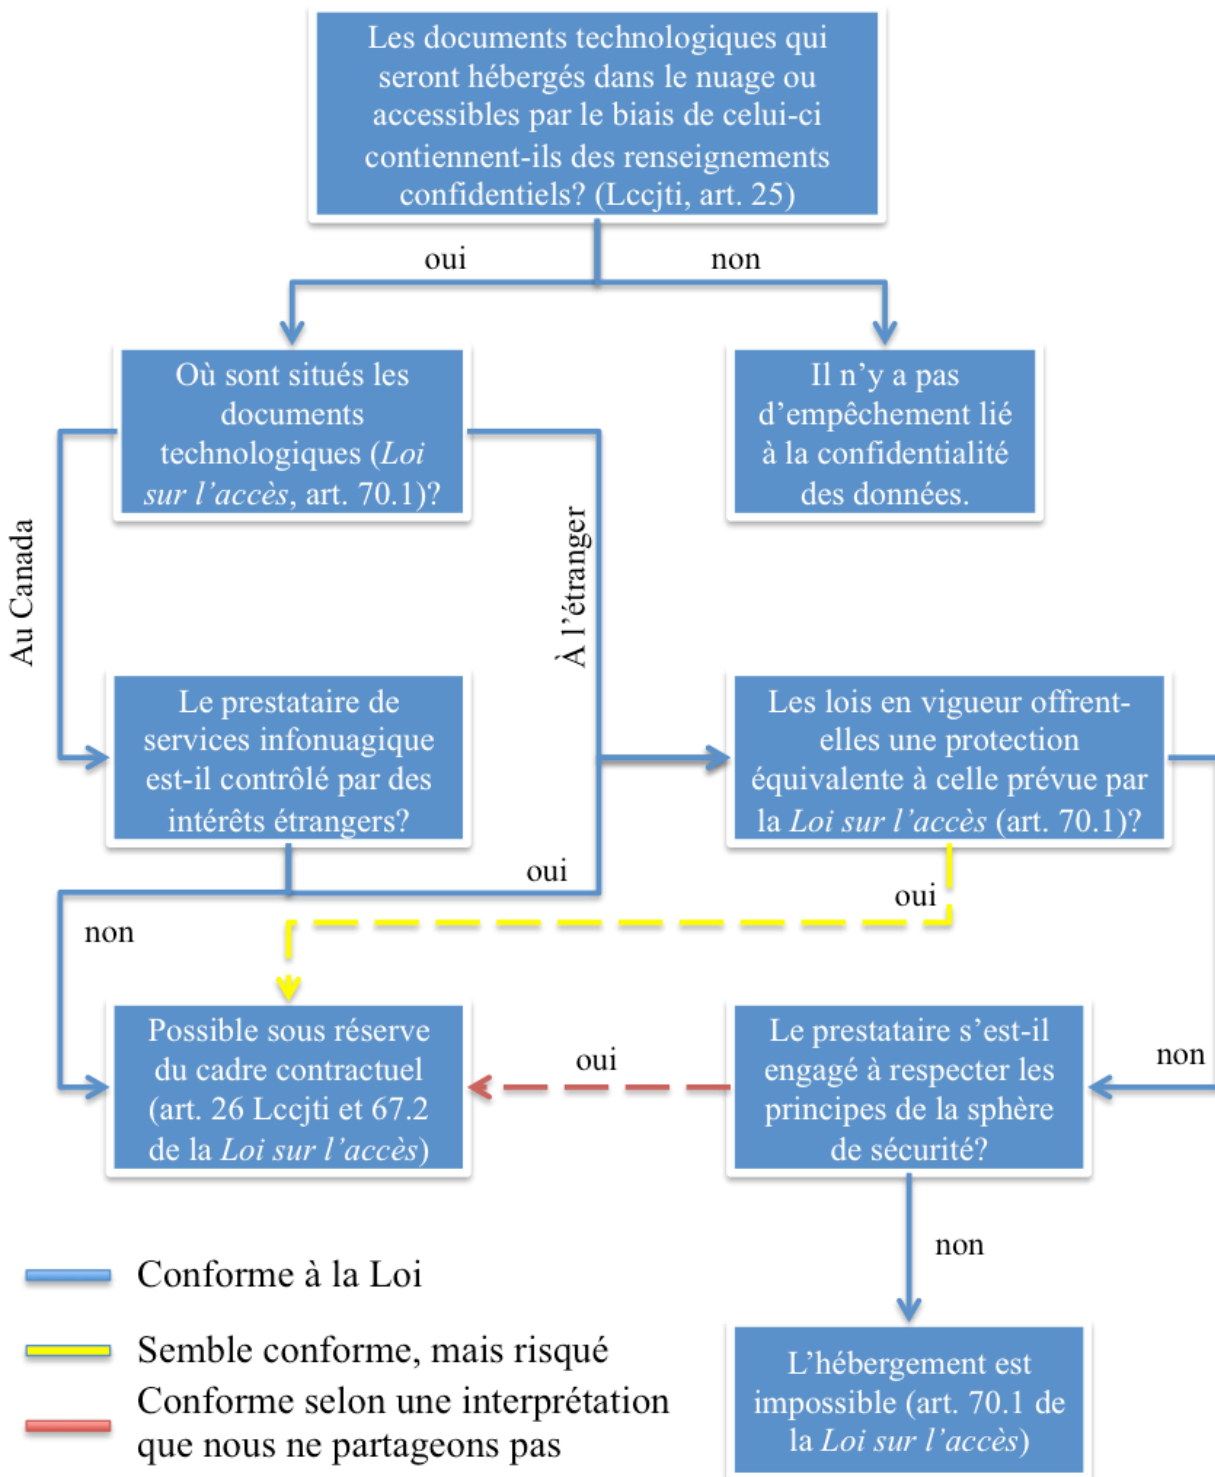 Les documents technologiques qui
seront hébergés dans le nuage ou
accessibles par le biais de celui-ci
contiennent-ils des renseignements
confidentiels? (Lccjti, art. 25)
oui
non
Où sont situés les
documents
technologiques (Loi
sur l’accès, art. 70.1)?
Il n’y a pas
d’empêchement lié
à la confidentialité
des données.
Au Canada
À l’étranger
Le prestataire de
services infonuagique
est-il contrôlé par des
intérêts étrangers?
Les lois en vigueur offrent-
elles une protection
équivalente à celle prévue par
la Loi sur l’accès (art. 70.1)?
oui
oui
non
Possible sous réserve
du cadre contractuel
(art. 26 Lccjti et 67.2
de la Loi sur l’accès)
oui
Le prestataire s’est-il
engagé à respecter les
principes de la sphère
de sécurité?
non
non
Conforme à la Loi
Semble conforme, mais risqué
Conforme selon une interprétation
que nous ne partageons pas
L’hébergement est
impossible (art. 70.1 de
la Loi sur l’accès)